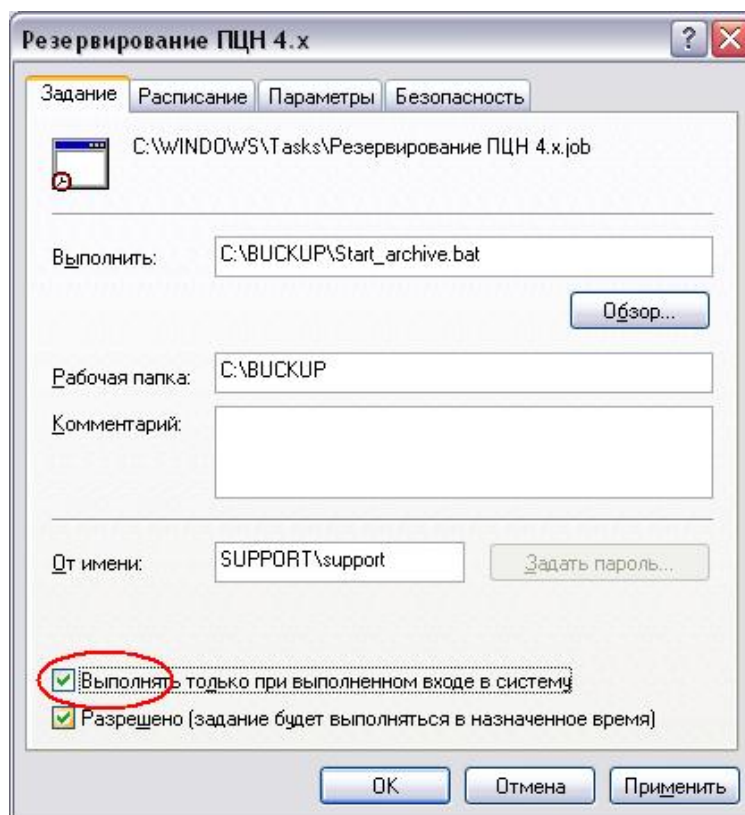 Резервирование ПЦН 4.x
Задание Расписание Параметры Безопасность
C:\WINDOWS\Tasks\Резервирование ПЦН 4.x.job
Выполнить: C:\BUCKUP\Start_archive.bat
Обзор...
Рабочая папка: C:\BUCKUP
Комментарий:
От имени: SUPPORT\support Задать пароль...
Выполнять только при выполненном входе в систему
Разрешено (задание будет выполняться в назначенное время)
ОК Отмена Применить